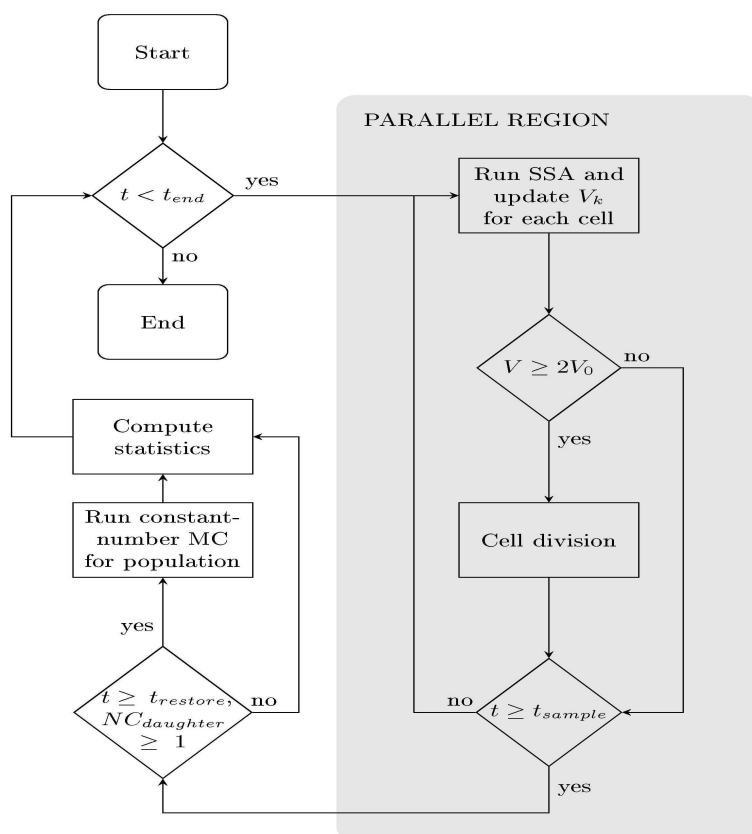 Start
PARALLEL REGION
t < t_end
yes
no
End
Run SSA and
update V_k
for each cell
V ≥ 2V_0
no
yes
Cell division
t ≥ t_sample
no
yes
Compute
statistics
Run constant-
number MC
for population
yes
t ≥ t_restore,
NC_daughter
≥ 1
no